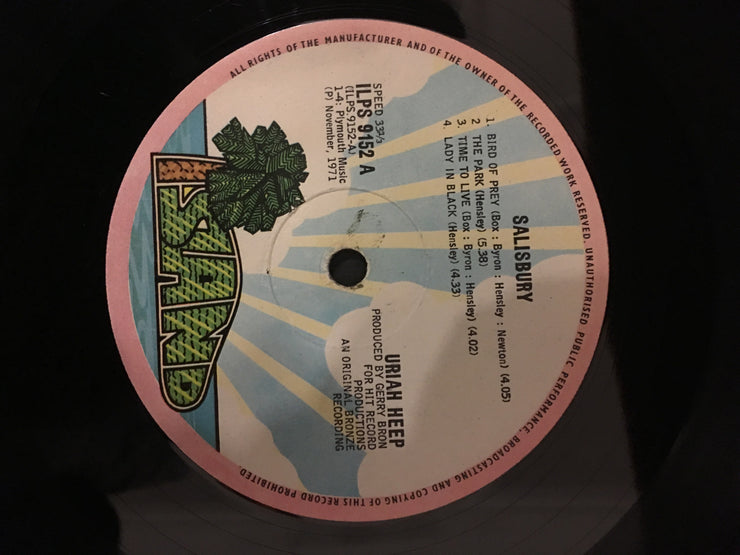 ALL RIGHTS OF THE MANUFACTURER AND OF THE OWNER OF THE RECORDED WORK RESERVED. UNAUTHORISED PUBLIC PERFORMANCE, BROADCASTING AND COPYING OF THIS RECORD PROHIBITED.
SALISBURY
1. BIRD OF PREY (Box : Byron : Hensley : Newton) (4.05)
2 THE PARK (Hensley) (5.38)
3. TIME TO LIVE (Box : Byron : Hensley) (4.02)
4. LADY IN BLACK (Hensley) (4.33)
SPEED 33⅓
ILPS 9152 A
(ILPS.9152-A)
1-4: Plymouth Music
(P) November, 1971
URIAH HEEP
PRODUCED BY GERRY BRON
FOR HIT RECORD
PRODUCTIONS
AN ORIGINAL BRONZE
RECORDING
ISLAND